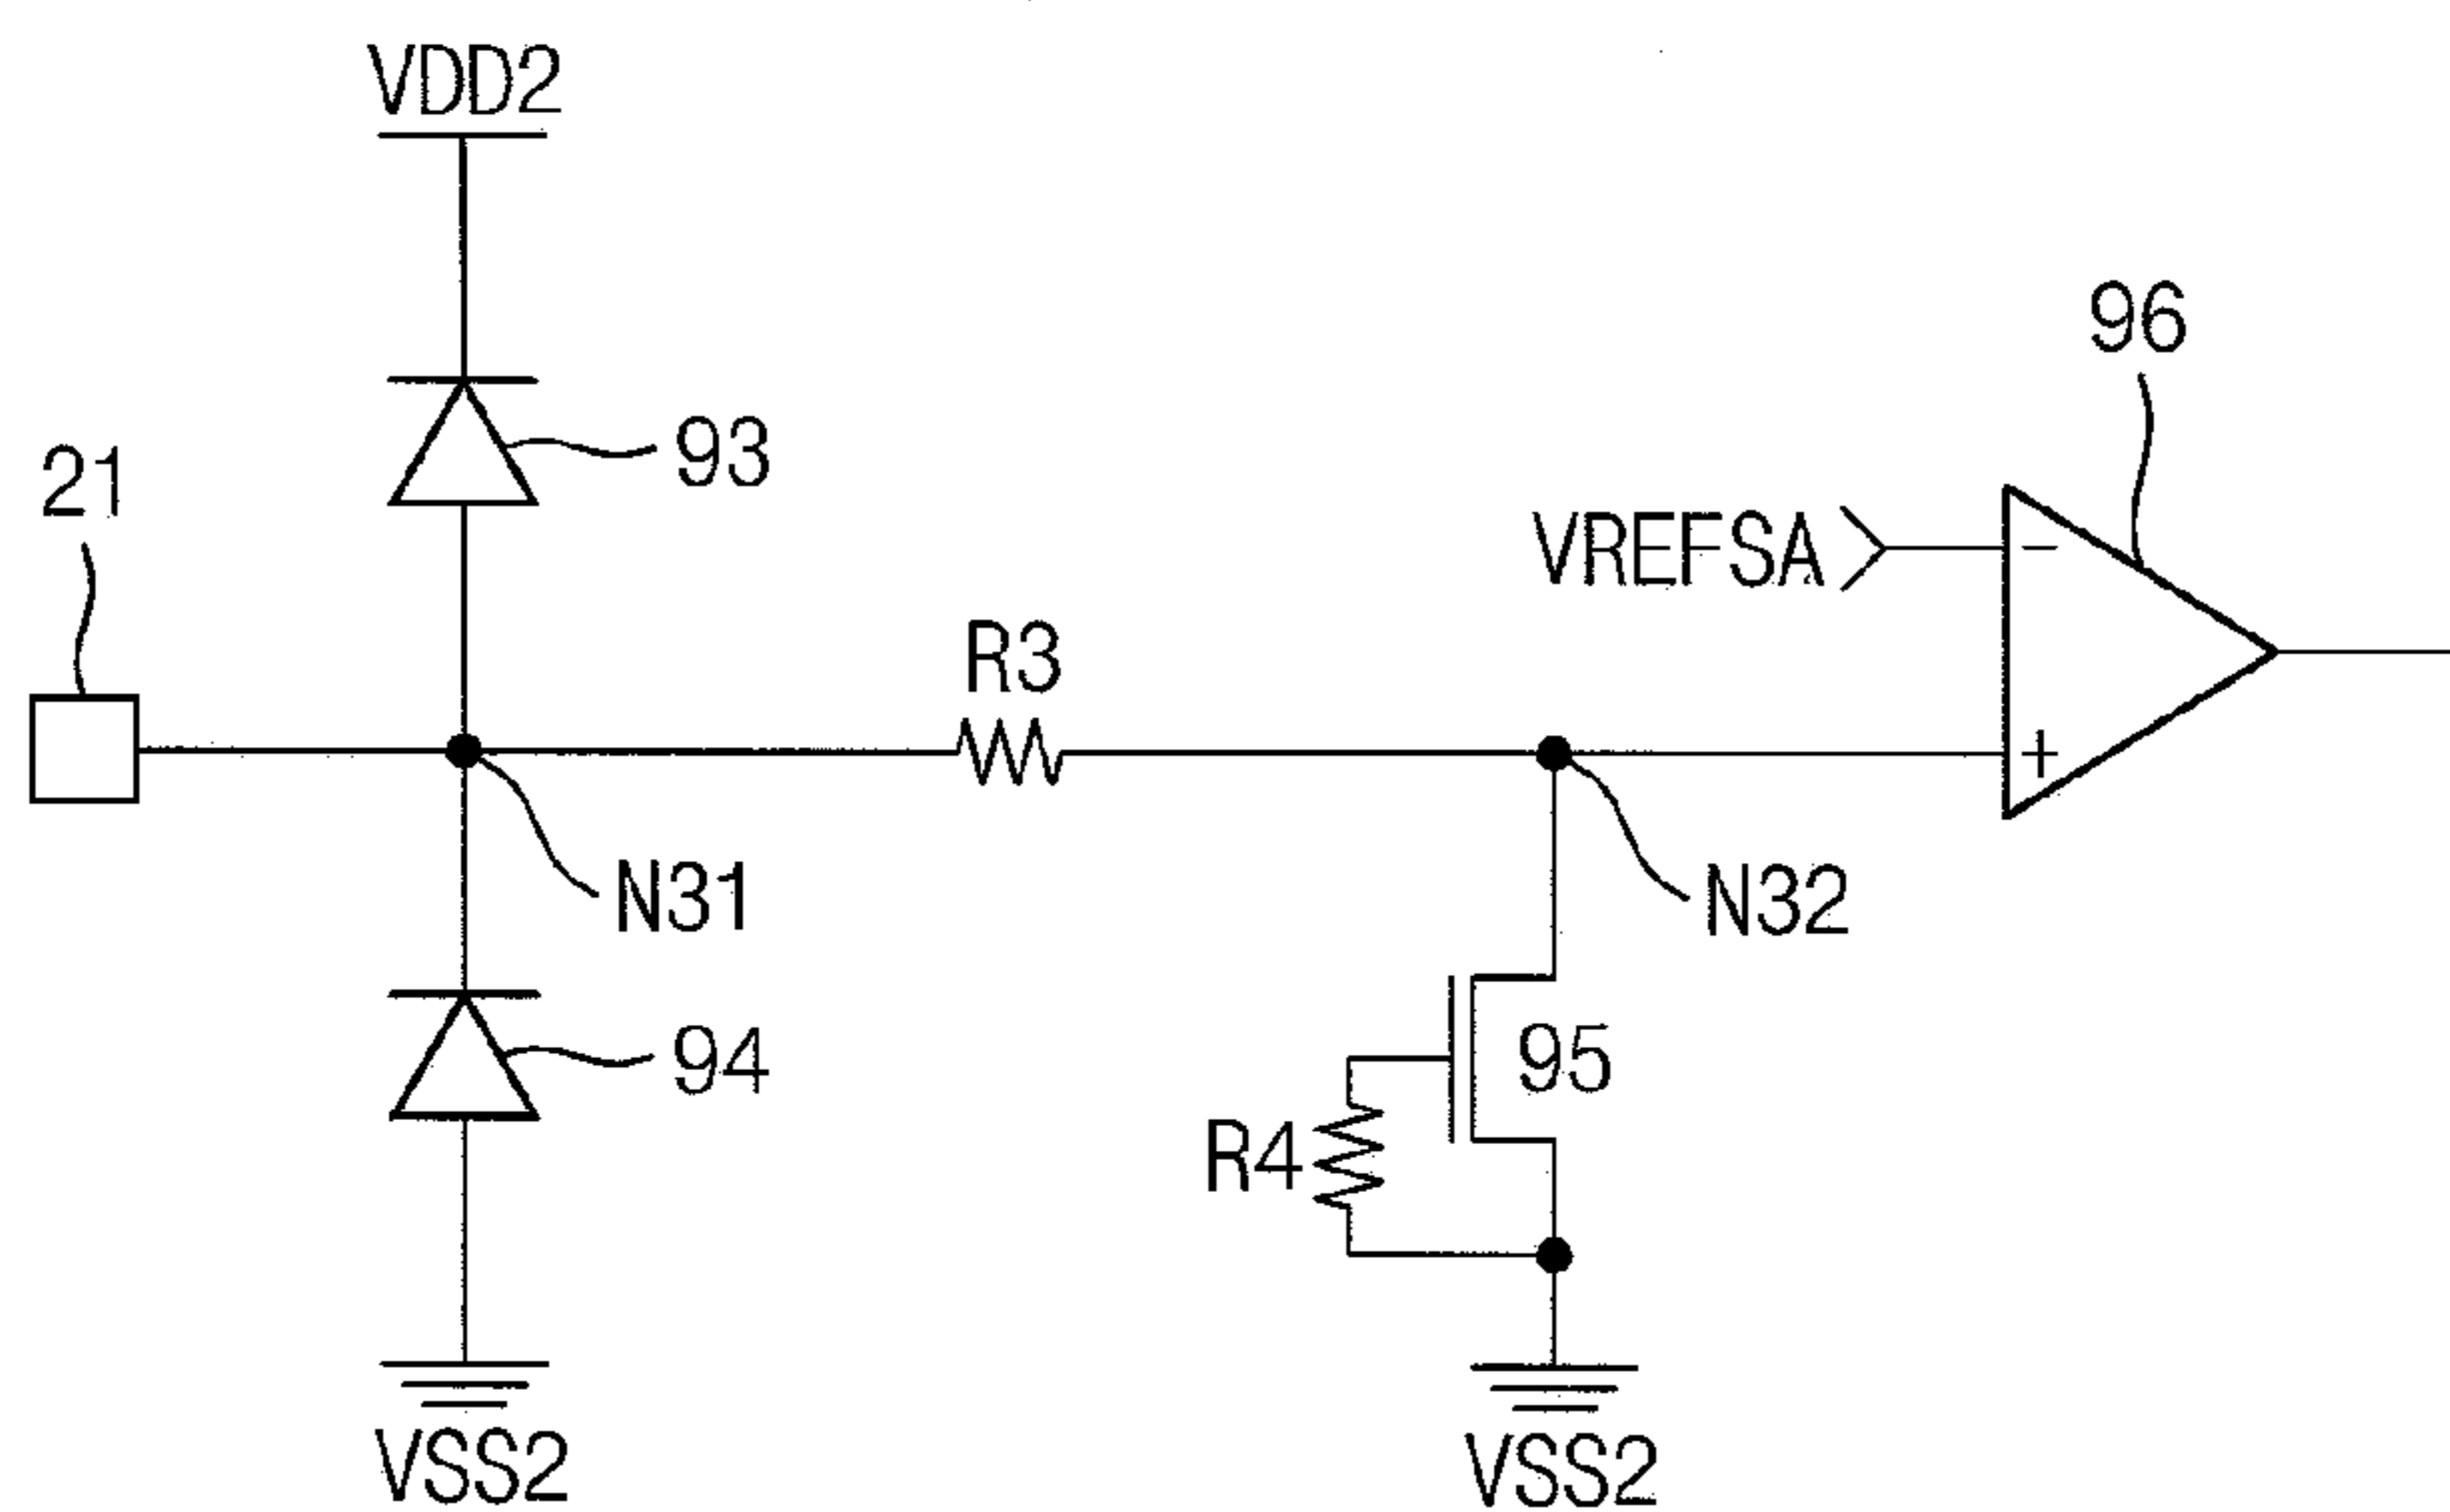 VDD2
96
93
21
VREFSA
−
R3
+
N31
N32
94
95
R4
VSS2
VSS2